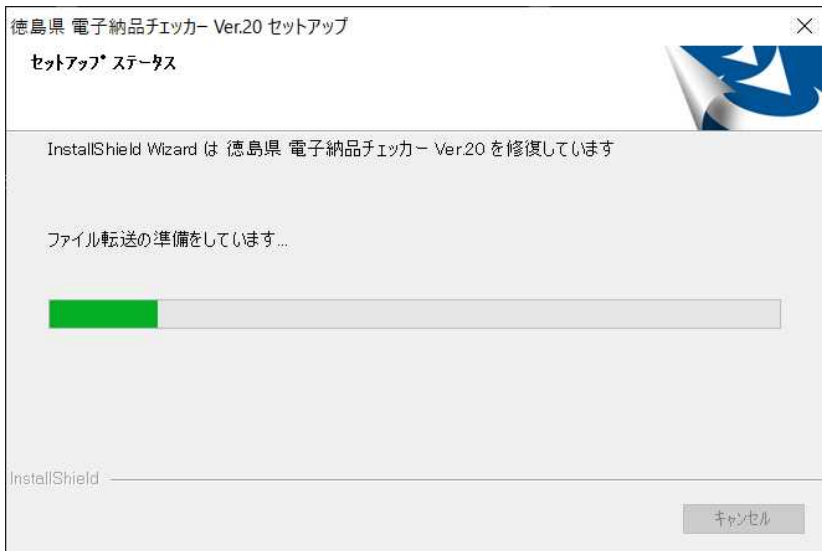 徳島県 電子納品チェッカー Ver.20 セットアップ
セットアップ ステータス
InstallShield Wizard は 徳島県 電子納品チェッカー Ver.20 を修復しています
ファイル転送の準備をしています...
InstallShield
キャンセル